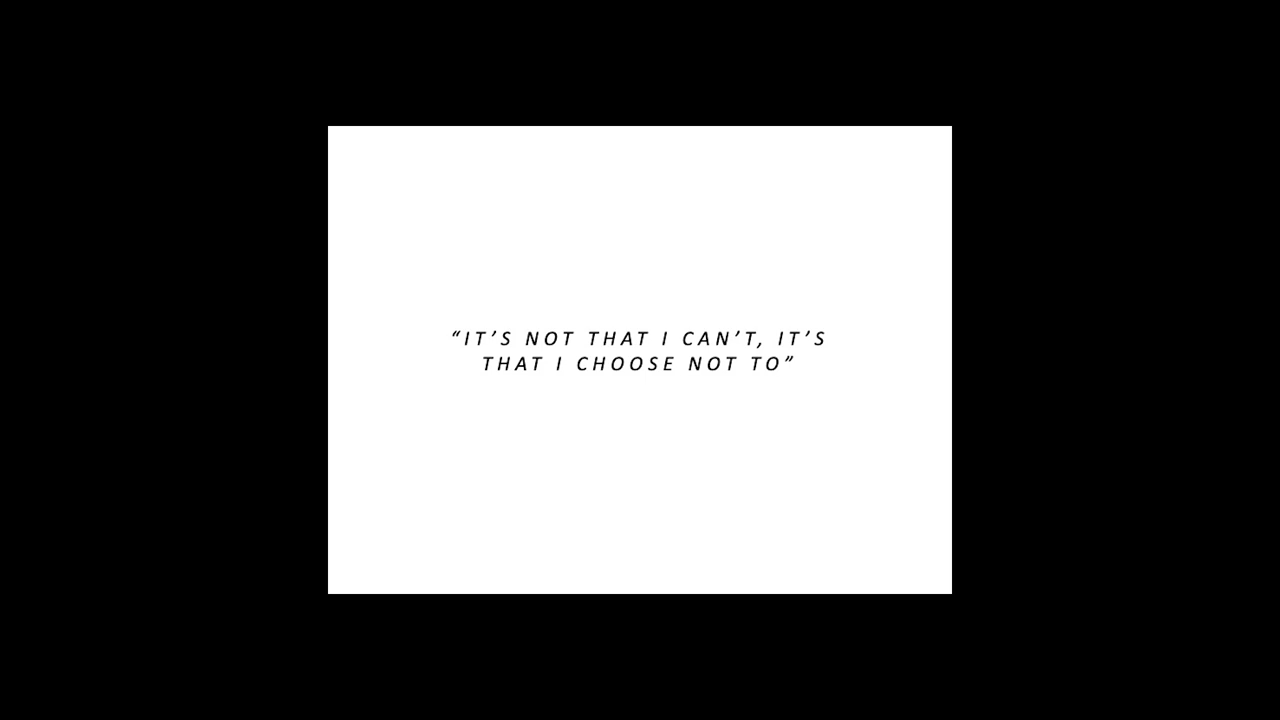 “IT’S NOT THAT I CAN’T, IT’S
THAT I CHOOSE NOT TO”